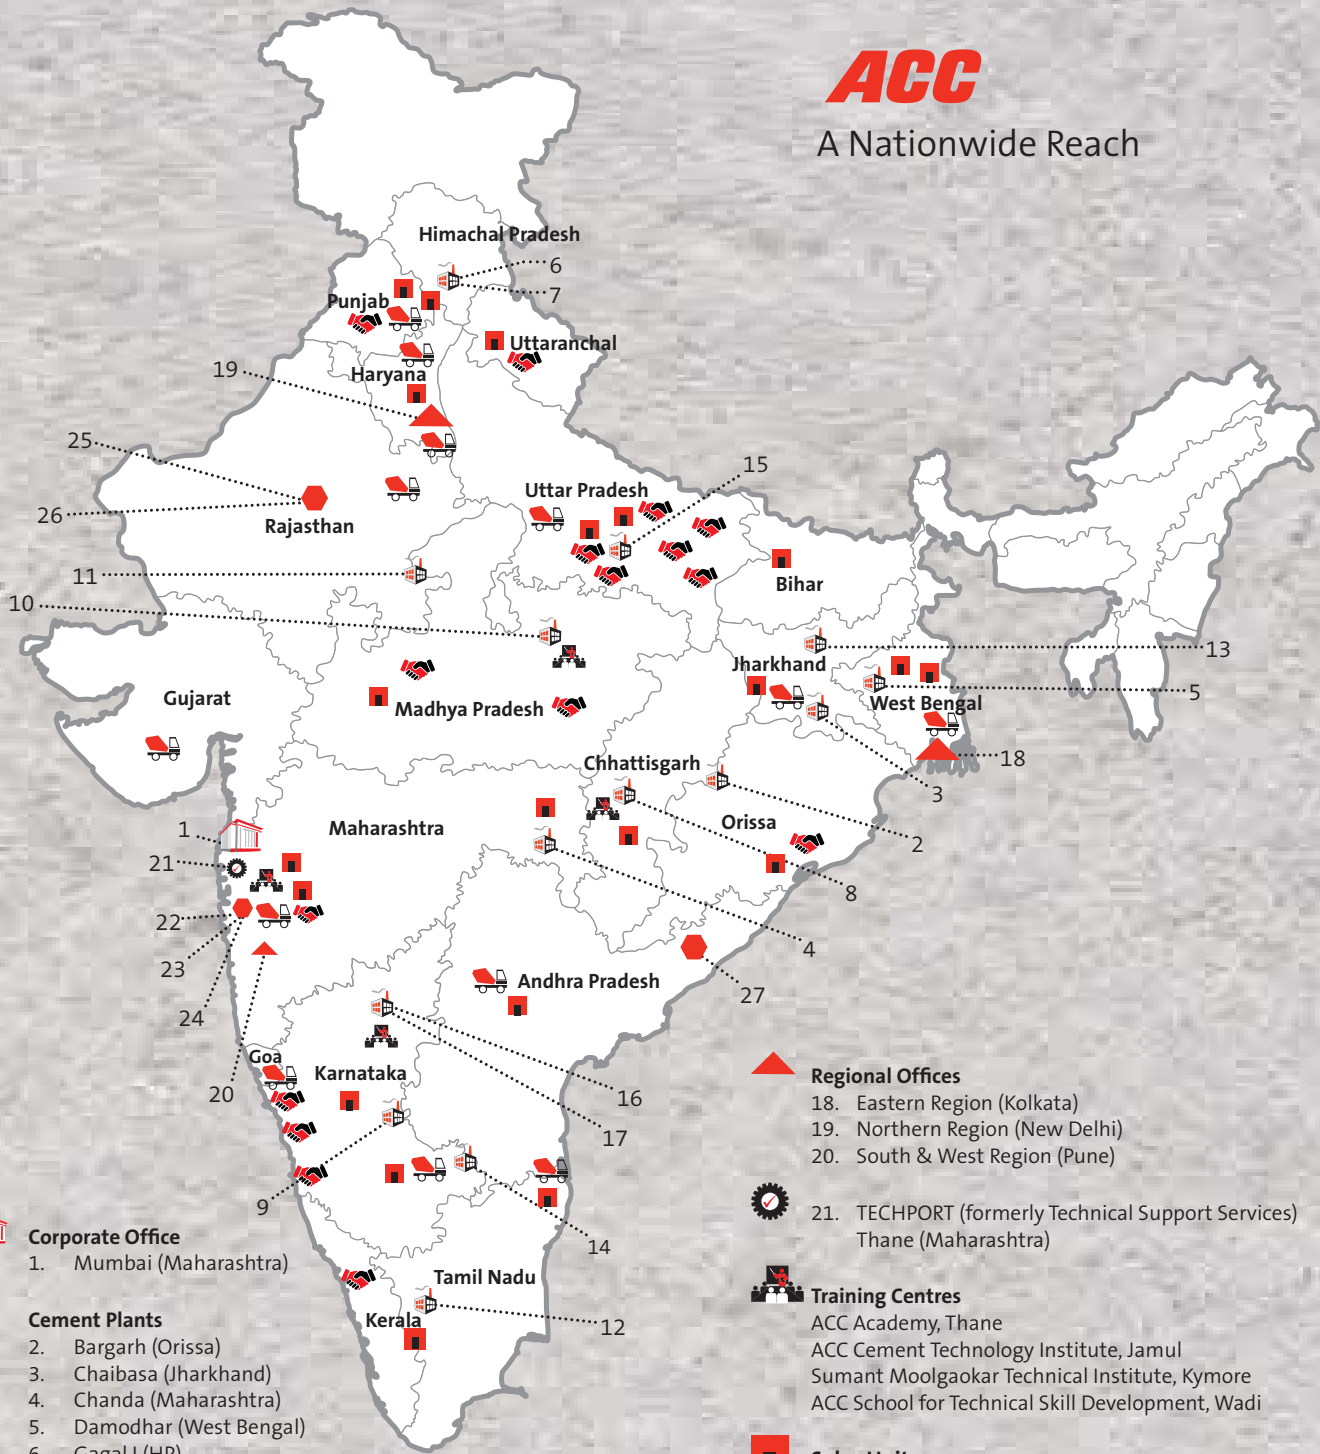 ACC
A Nationwide Reach
Himachal Pradesh
6
7
Punjab
Uttaranchal
19
Haryana
25
15
Uttar Pradesh
26
Rajasthan
11
Bihar
10
13
Jharkhand
5
Gujarat
Madhya Pradesh
West Bengal
18
Chhattisgarh
3
Maharashtra
Orissa
1
2
21
8
22
4
23
Andhra Pradesh
27
24
Goa
Karnataka
20
16
17
9
14
Tamil Nadu
Kerala
12
Corporate Office
1. Mumbai (Maharashtra)
Cement Plants
2. Bargarh (Orissa)
3. Chaibasa (Jharkhand)
4. Chanda (Maharashtra)
5. Damodhar (West Bengal)
6. Gagal I (HP)
Regional Offices
18. Eastern Region (Kolkata)
19. Northern Region (New Delhi)
20. South & West Region (Pune)
21. TECHPORT (formerly Technical Support Services)
Thane (Maharashtra)
Training Centres
ACC Academy, Thane
ACC Cement Technology Institute, Jamul
Sumant Moolgaokar Technical Institute, Kymore
ACC School for Technical Skill Development, Wadi
Sales Units